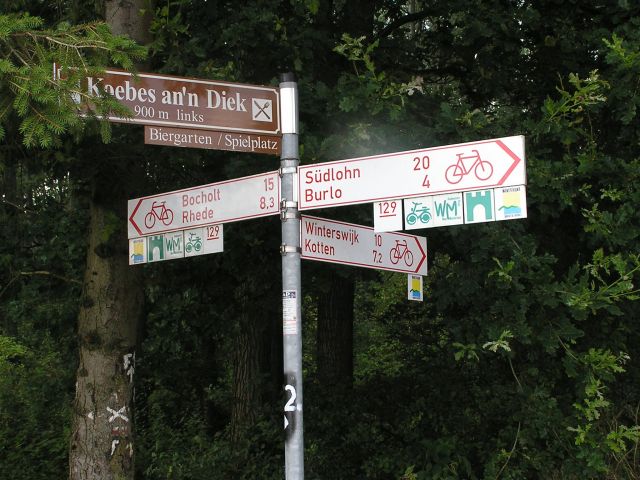 Koebes an'n Diek
900 m links
Biergarten / Spielplatz
Bocholt 15
Rhede 8,3
129
WM
Südlohn 20
Burlo 4
129
WM
Winterswijk 10
Kotten 7,2
2